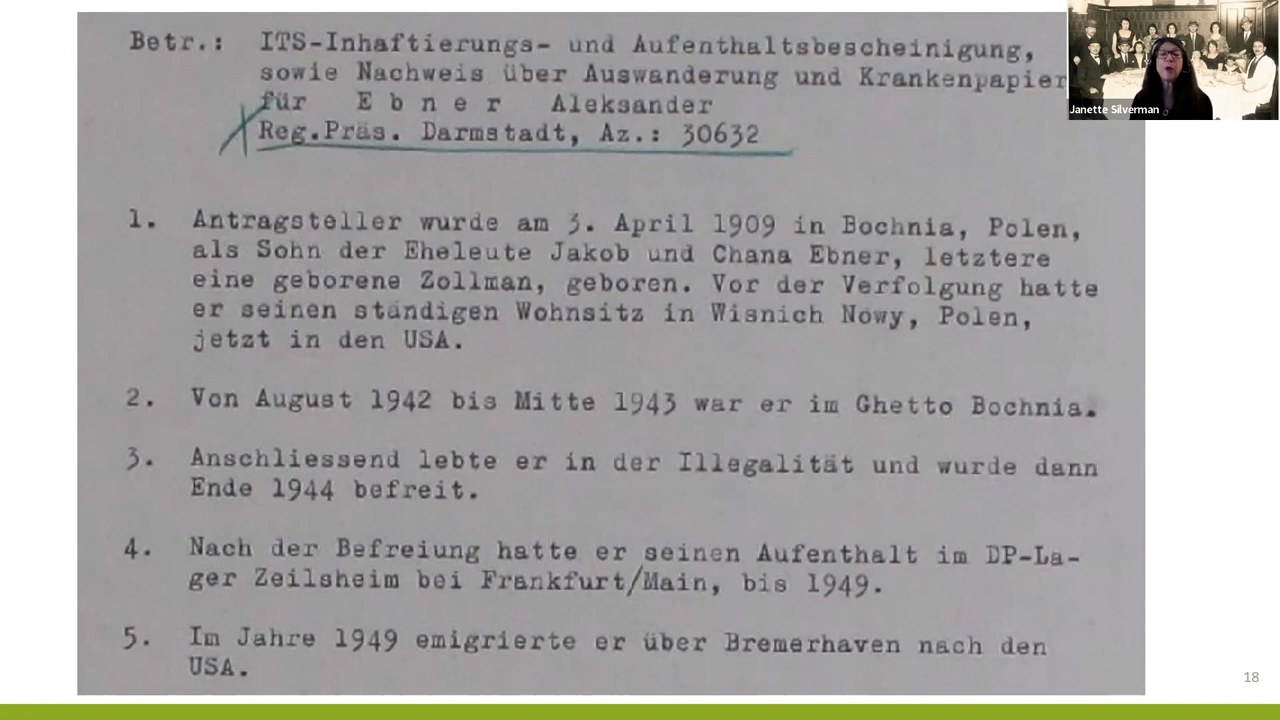 Betr.: ITS-Inhaftierungs- und Aufenthaltsbescheinigung,
sowie Nachweis über Auswanderung und Krankenpapier
für E b n e r Aleksander
Reg.Präs. Darmstadt, Az.: 30632
1. Antragsteller wurde am 3. April 1909 in Bochnia, Polen,
als Sohn der Eheleute Jakob und Chana Ebner, letztere
eine geborene Zollman, geboren. Vor der Verfolgung hatte
er seinen ständigen Wohnsitz in Wisnich Nowy, Polen,
jetzt in den USA.
2. Von August 1942 bis Mitte 1943 war er im Ghetto Bochnia.
3. Anschliessend lebte er in der Illegalität und wurde dann
Ende 1944 befreit.
4. Nach der Befreiung hatte er seinen Aufenthalt im DP-La-
ger Zeilsheim bei Frankfurt/Main, bis 1949.
5. Im Jahre 1949 emigrierte er über Bremerhaven nach den
USA.
Janette Silverman
18